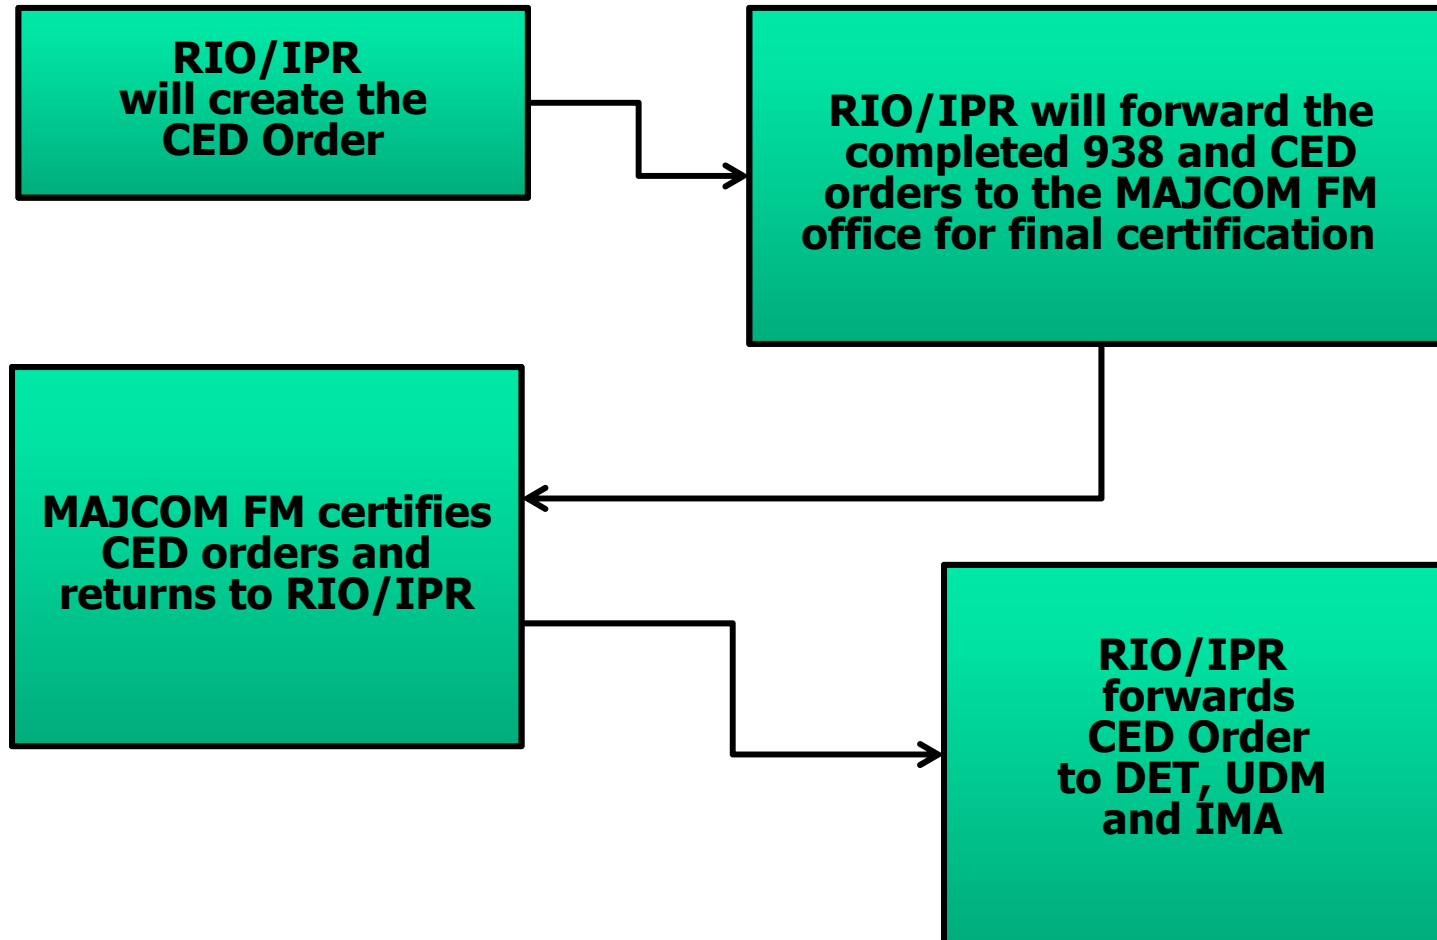 RIO/IPR
will create the
CED Order
RIO/IPR will forward the
completed 938 and CED
orders to the MAJCOM FM
office for final certification
MAJCOM FM certifies
CED orders and
returns to RIO/IPR
RIO/IPR
forwards
CED Order
to DET, UDM
and IMA